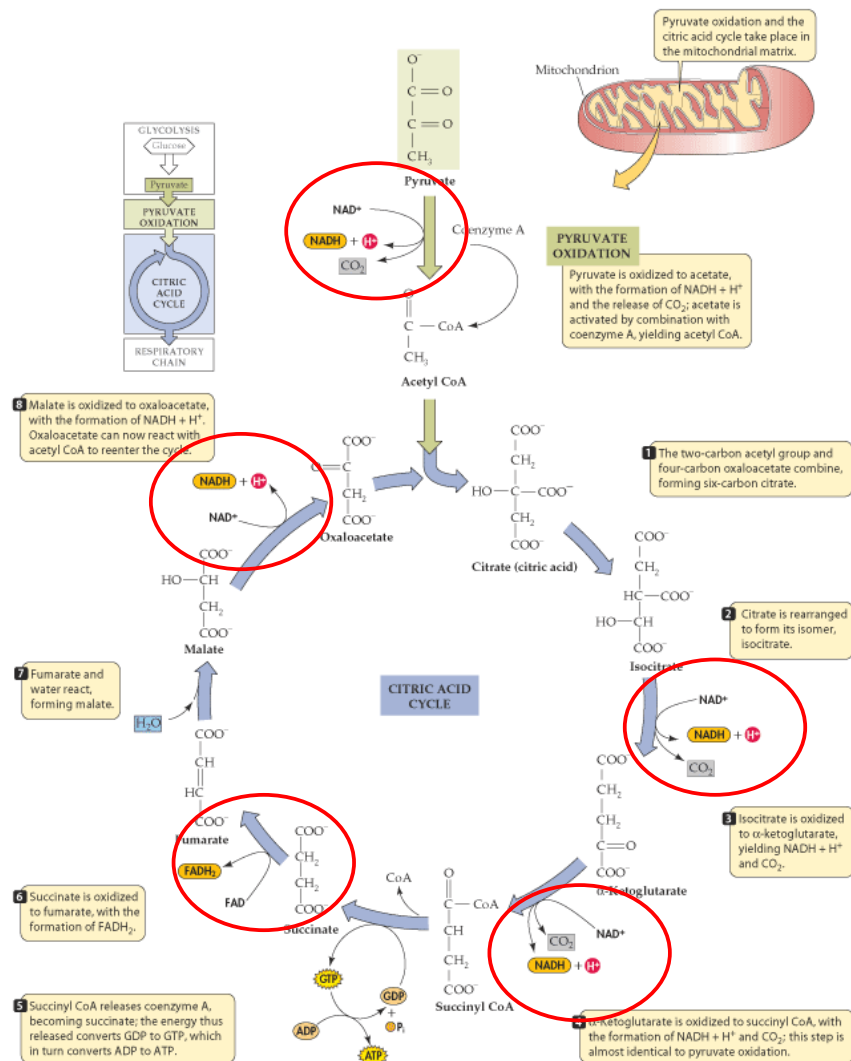 Pyruvate oxidation and the
citric acid cycle take place in
the mitochondrial matrix.
Mitochondrion
O⁻
C=O
C=O
CH₃
Pyruvate
GLYCOLYSIS
Glucose
Pyruvate
PYRUVATE
OXIDATION
CITRIC
ACID
CYCLE
RESPIRATORY
CHAIN
NAD⁺
NADH + H⁺
CO₂
Coenzyme A
PYRUVATE
OXIDATION
Pyruvate is oxidized to acetate,
with the formation of NADH + H⁺
and the release of CO₂; acetate is
activated by combination with
coenzyme A, yielding acetyl CoA.
O
C — CoA
CH₃
Acetyl CoA
8 Malate is oxidized to oxaloacetate,
with the formation of NADH + H⁺.
Oxaloacetate can now react with
acetyl CoA to reenter the cycle.
NADH + H⁺
NAD⁺
COO⁻
O=C
CH₂
COO⁻
Oxaloacetate
COO⁻
CH₂
HO—C—COO⁻
CH₂
COO⁻
Citrate (citric acid)
1 The two-carbon acetyl group and
four-carbon oxaloacetate combine,
forming six-carbon citrate.
COO⁻
CH₂
HC—COO⁻
HO—CH
COO⁻
Isocitrate
2 Citrate is rearranged
to form its isomer,
isocitrate.
COO⁻
HO—CH
CH₂
COO⁻
Malate
7 Fumarate and
water react,
forming malate.
H₂O
CITRIC ACID
CYCLE
NAD⁺
NADH + H⁺
CO₂
COO⁻
CH
HC
COO⁻
Fumarate
COO⁻
CH₂
CH₂
C=O
COO⁻
α-Ketoglutarate
3 Isocitrate is oxidized
to α-ketoglutarate,
yielding NADH + H⁺
and CO₂.
FADH₂
FAD
COO⁻
CH₂
CH₂
COO⁻
Succinate
6 Succinate is oxidized
to fumarate, with the
formation of FADH₂.
CoA
O
C — CoA
CH₂
CH₂
COO⁻
Succinyl CoA
NAD⁺
CO₂
NADH + H⁺
GTP
GDP
+
Pᵢ
ADP
ATP
5 Succinyl CoA releases coenzyme A,
becoming succinate; the energy thus
released converts GDP to GTP, which
in turn converts ADP to ATP.
4 α-Ketoglutarate is oxidized to succinyl CoA, with
the formation of NADH + H⁺ and CO₂; this step is
almost identical to pyruvate oxidation.